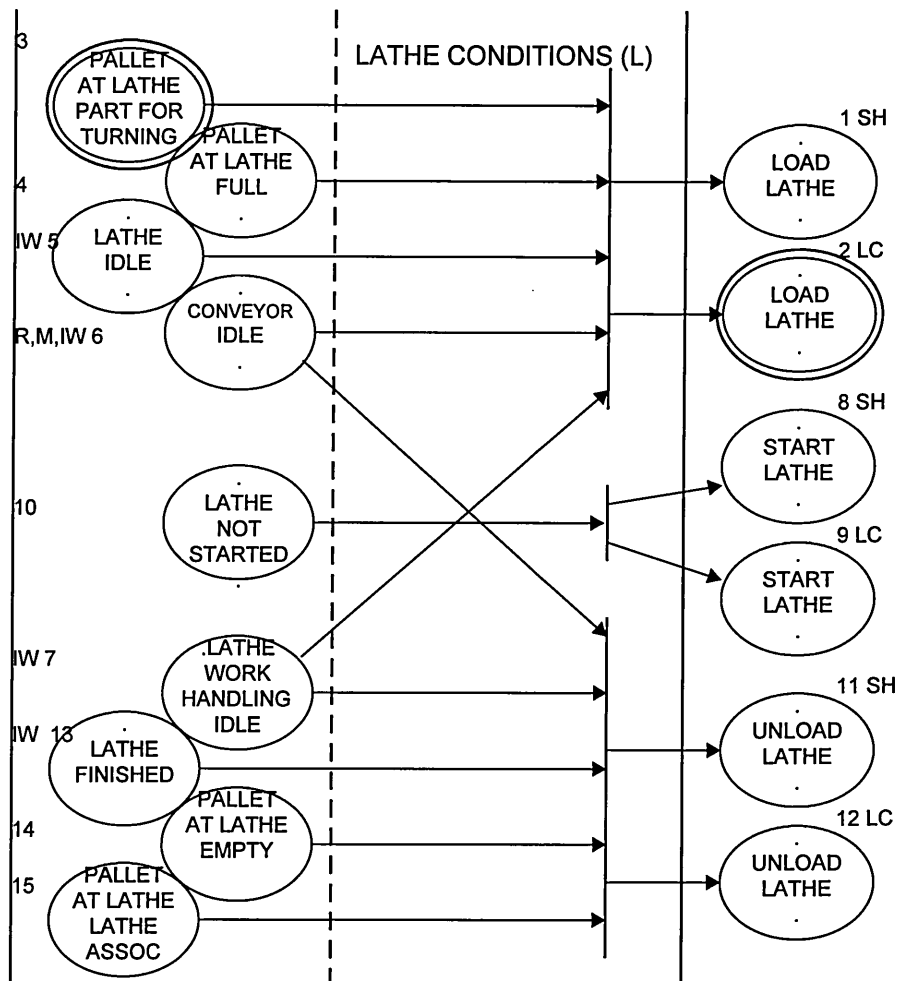 3
LATHE CONDITIONS (L)
PALLET
AT LATHE
PART FOR
TURNING
1 SH
PALLET
AT LATHE
FULL
LOAD
LATHE
4
IW 5
LATHE
IDLE
2 LC
LOAD
LATHE
CONVEYOR
IDLE
R,M,IW 6
8 SH
START
LATHE
10
LATHE
NOT
STARTED
9 LC
START
LATHE
IW 7
LATHE
WORK
HANDLING
IDLE
11 SH
UNLOAD
LATHE
IW 13
LATHE
FINISHED
PALLET
AT LATHE
EMPTY
14
12 LC
UNLOAD
LATHE
15
PALLET
AT LATHE
LATHE
ASSOC